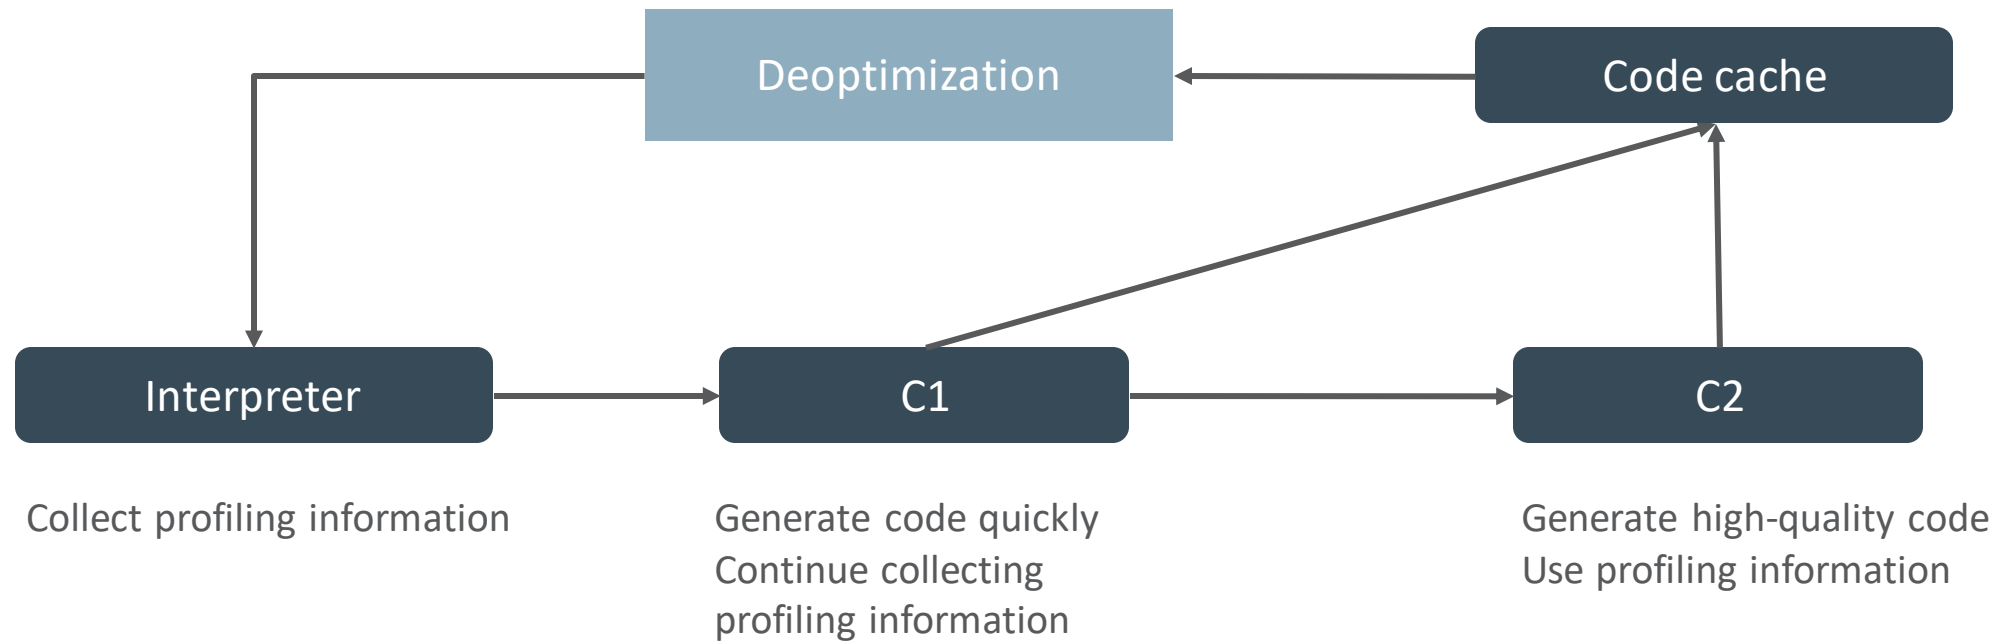 Deoptimization
Code cache
Interpreter
C1
C2
Collect profiling information
Generate code quickly
Continue collecting
profiling information
Generate high-quality code
Use profiling information